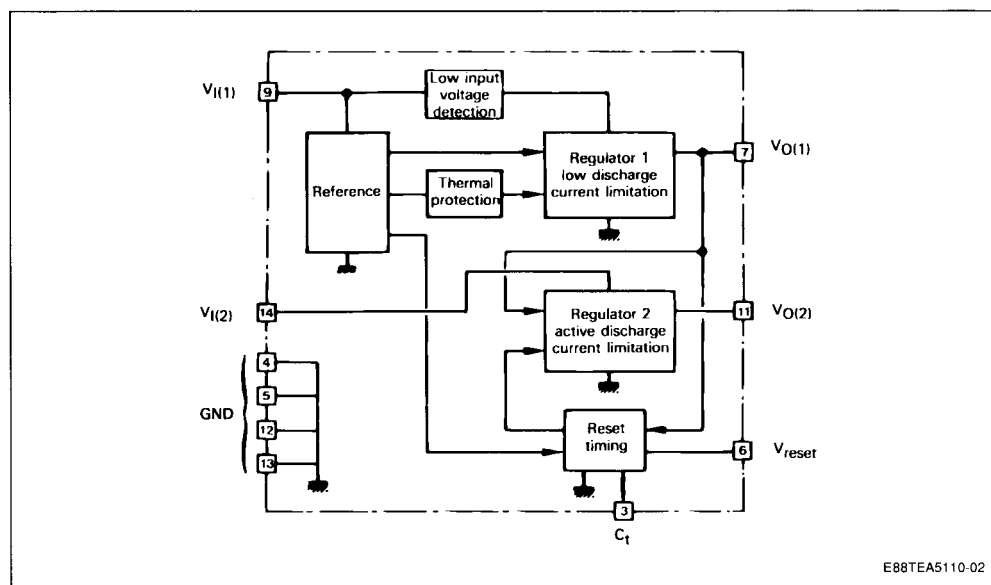 V_I(1)
9
Low input
voltage
detection
Reference
Thermal
protection
Regulator 1
low discharge
current limitation
7
V_O(1)
V_I(2)
14
Regulator 2
active discharge
current limitation
11
V_O(2)
GND
4
5
12
13
Reset
timing
6
V_reset
3
C_t
E88TEA5110-02